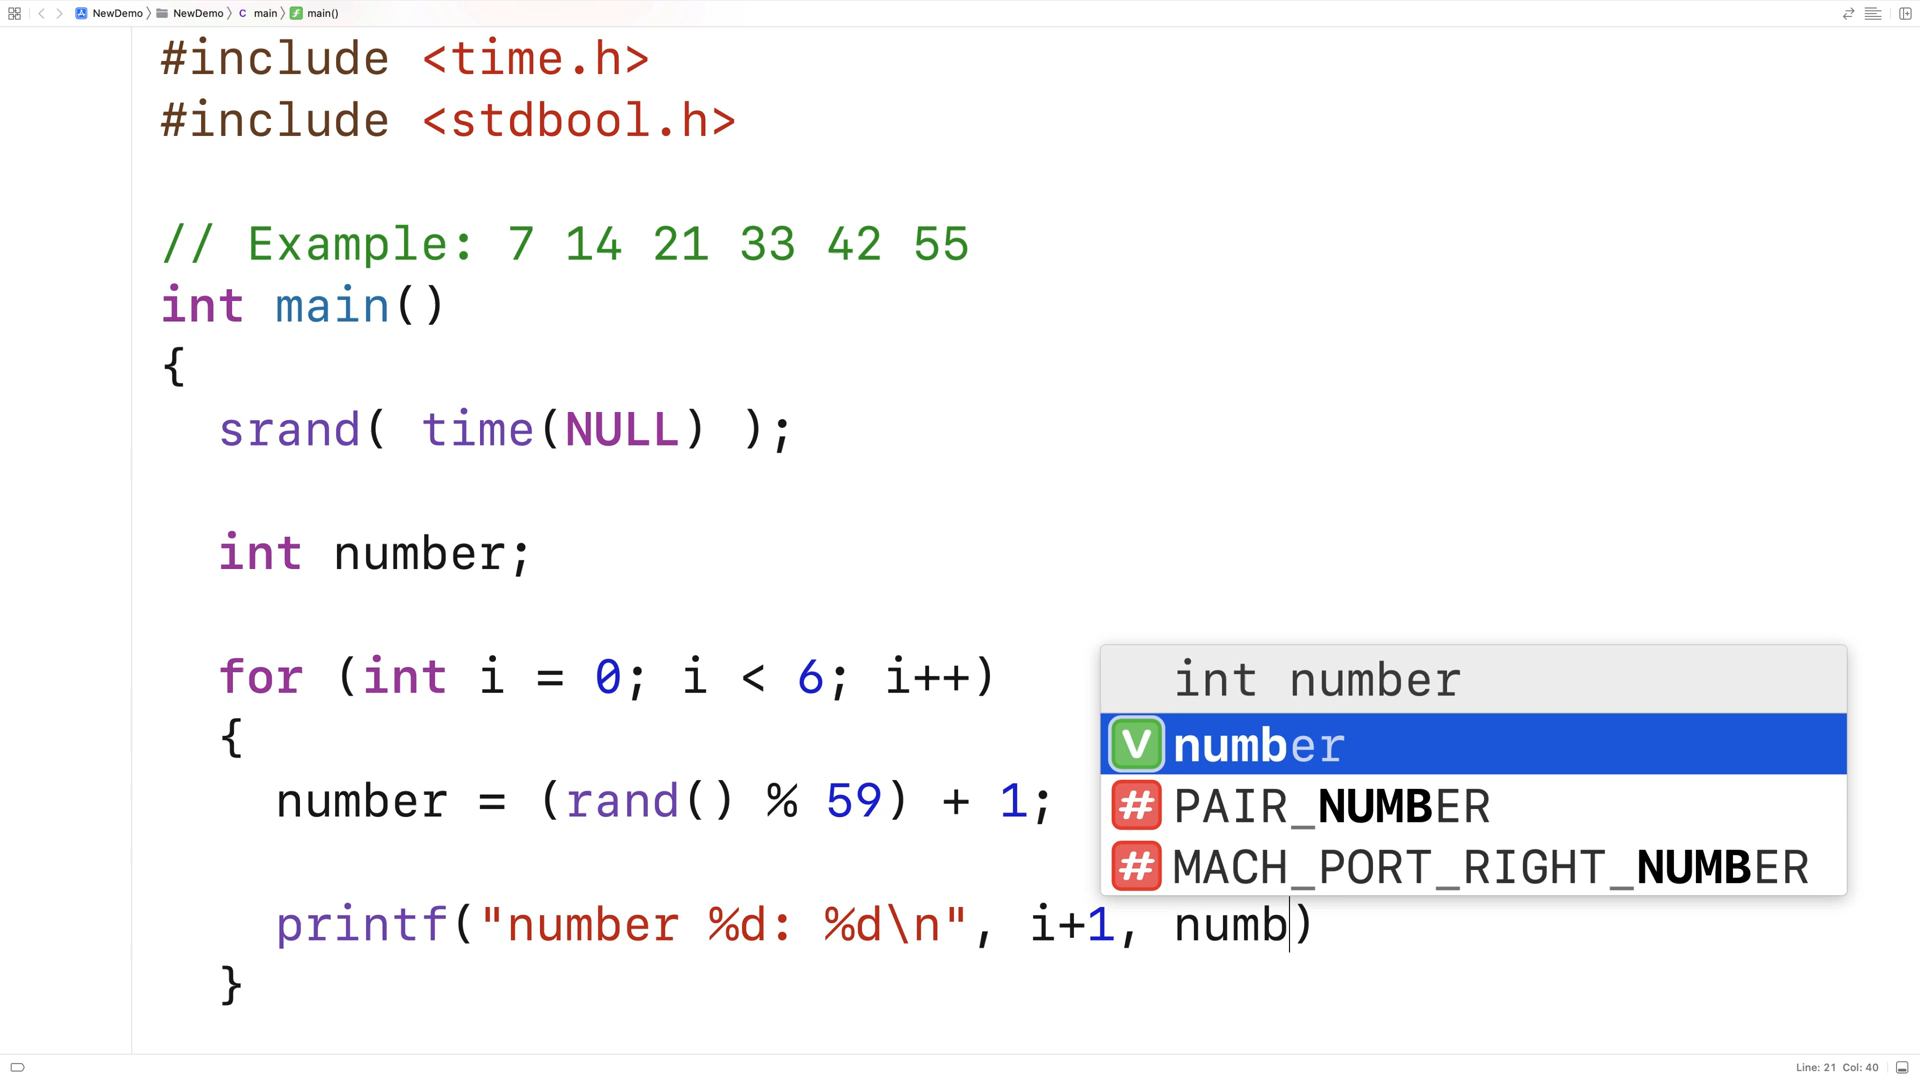 NewDemo NewDemo C main f main()
#include <time.h>
#include <stdbool.h>
// Example: 7 14 21 33 42 55
int main()
{
srand( time(NULL) );
int number;
for (int i = 0; i < 6; i++)
{
number = (rand() % 59) + 1;
printf("number %d: %d\n", i+1, numb)
}
int number
V number
# PAIR_NUMBER
# MACH_PORT_RIGHT_NUMBER
Line: 21 Col: 40